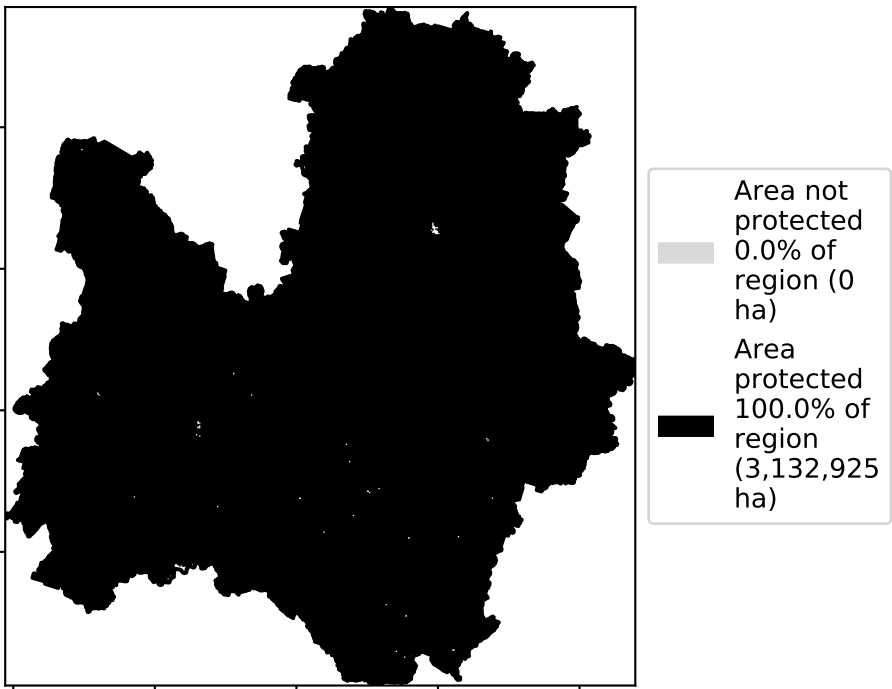 Area not
protected
0.0% of
region (0
ha)
Area
protected
100.0% of
region
(3,132,925
ha)